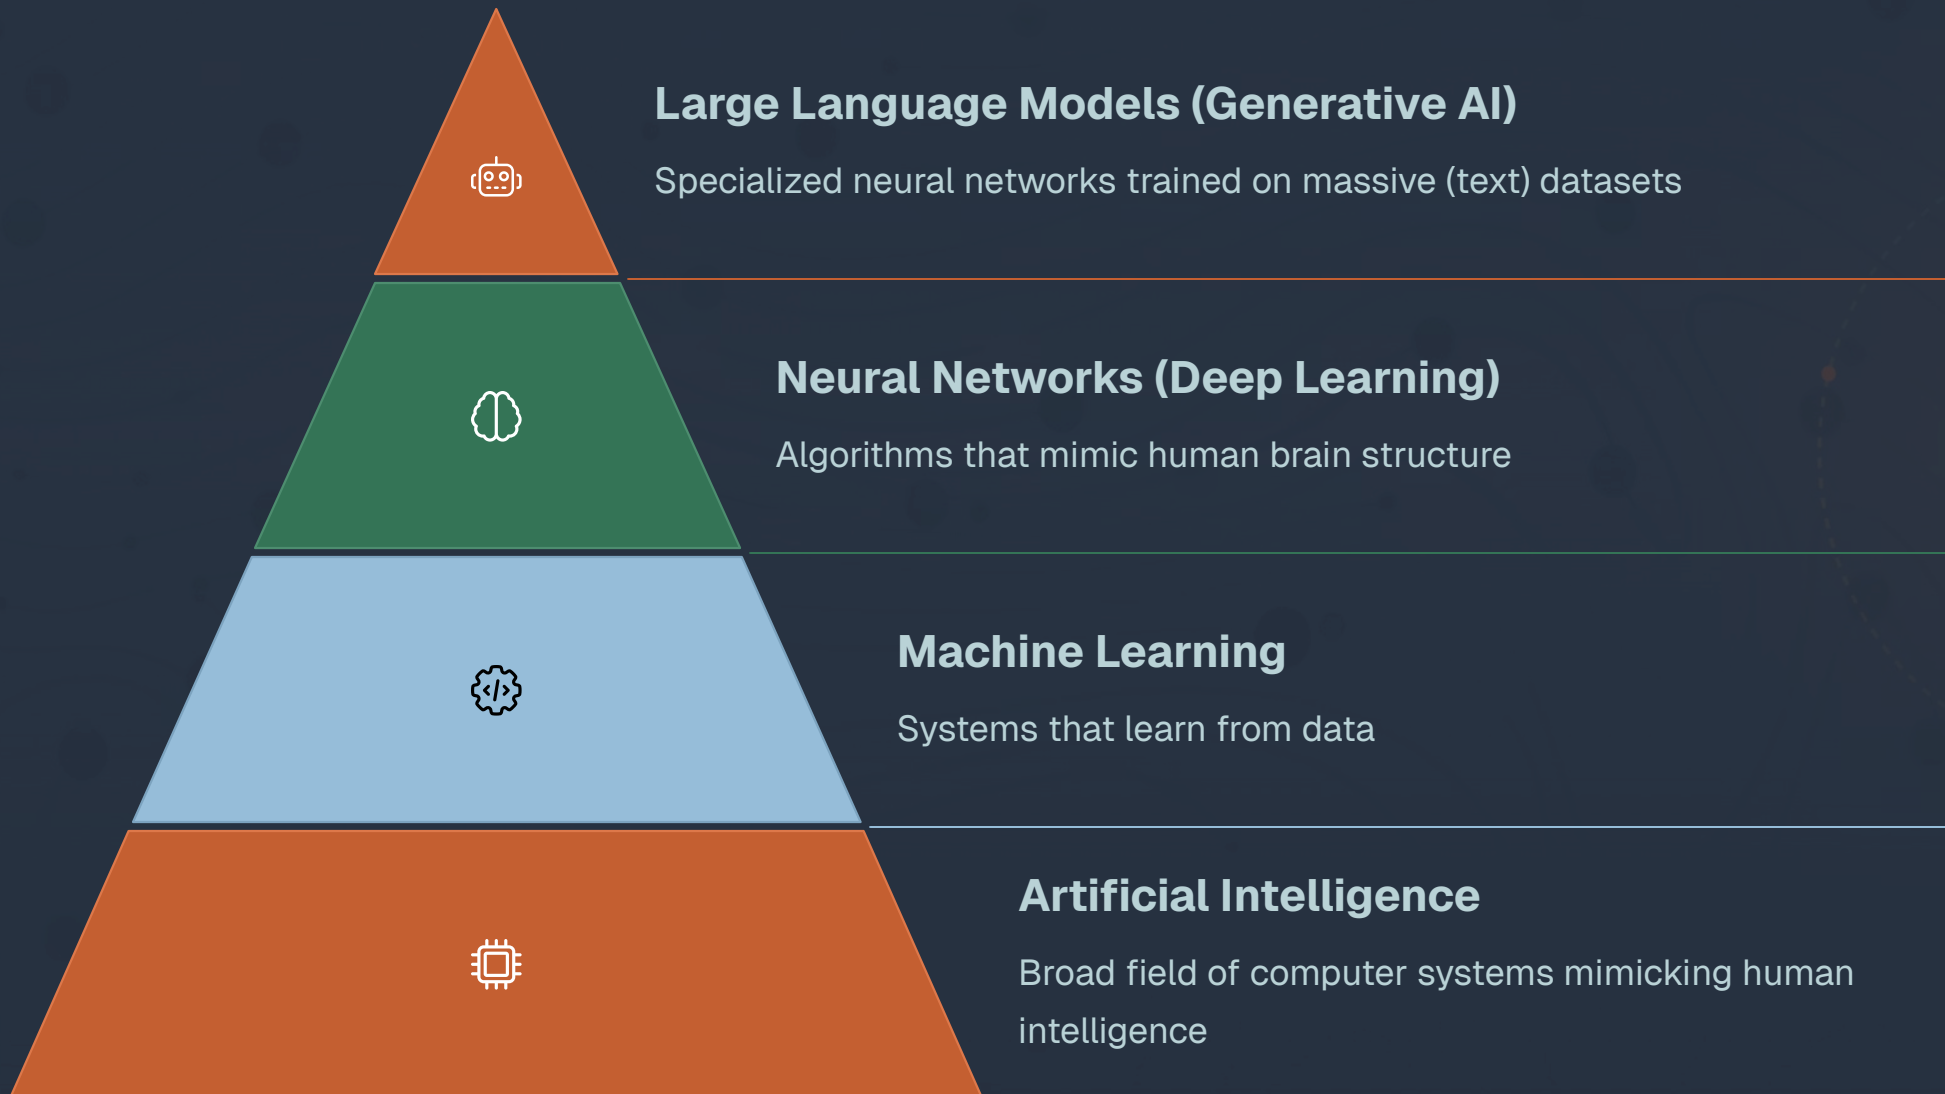 Large Language Models (Generative AI)
Specialized neural networks trained on massive (text) datasets
Neural Networks (Deep Learning)
Algorithms that mimic human brain structure
Machine Learning
Systems that learn from data
Artificial Intelligence
Broad field of computer systems mimicking human
intelligence